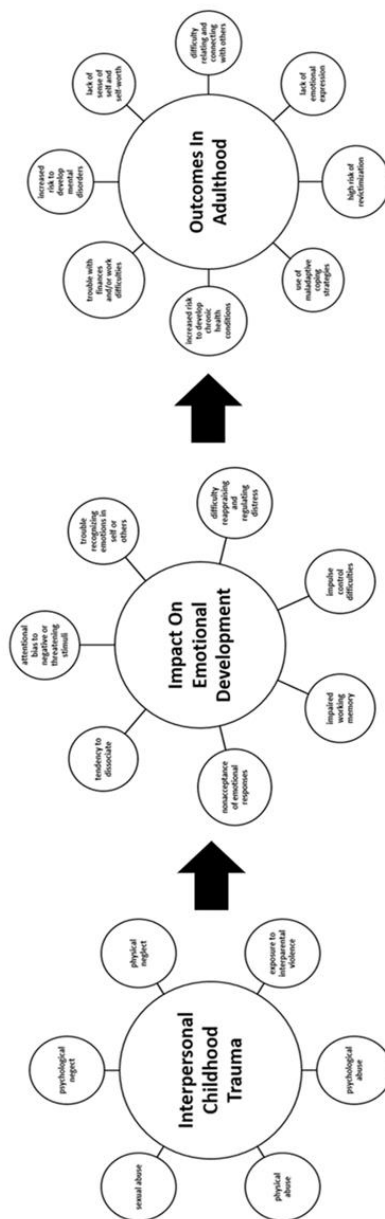 Interpersonal
Childhood
Trauma
psychological
neglect
physical
neglect
exposure to
interparental
violence
psychological
abuse
physical
abuse
sexual abuse
Impact On
Emotional
Development
attentional
bias to
negative or
threatening
stimuli
trouble
recognizing
emotions in
self or
others
difficulty
reappraising
and
regulating
distress
impulse
control
difficulties
impaired
working
memory
nonacceptance
of emotional
responses
tendency to
dissociate
Outcomes In
Adulthood
increased
risk to
develop
mental
disorders
lack of
sense of
self and
self-worth
difficulty
relating and
connecting
with others
lack of
emotional
expression
high risk of
revictimization
use of
maladaptive
coping
strategies
increased risk
to develop
chronic
health
conditions
trouble with
finances
and/or work
difficulties